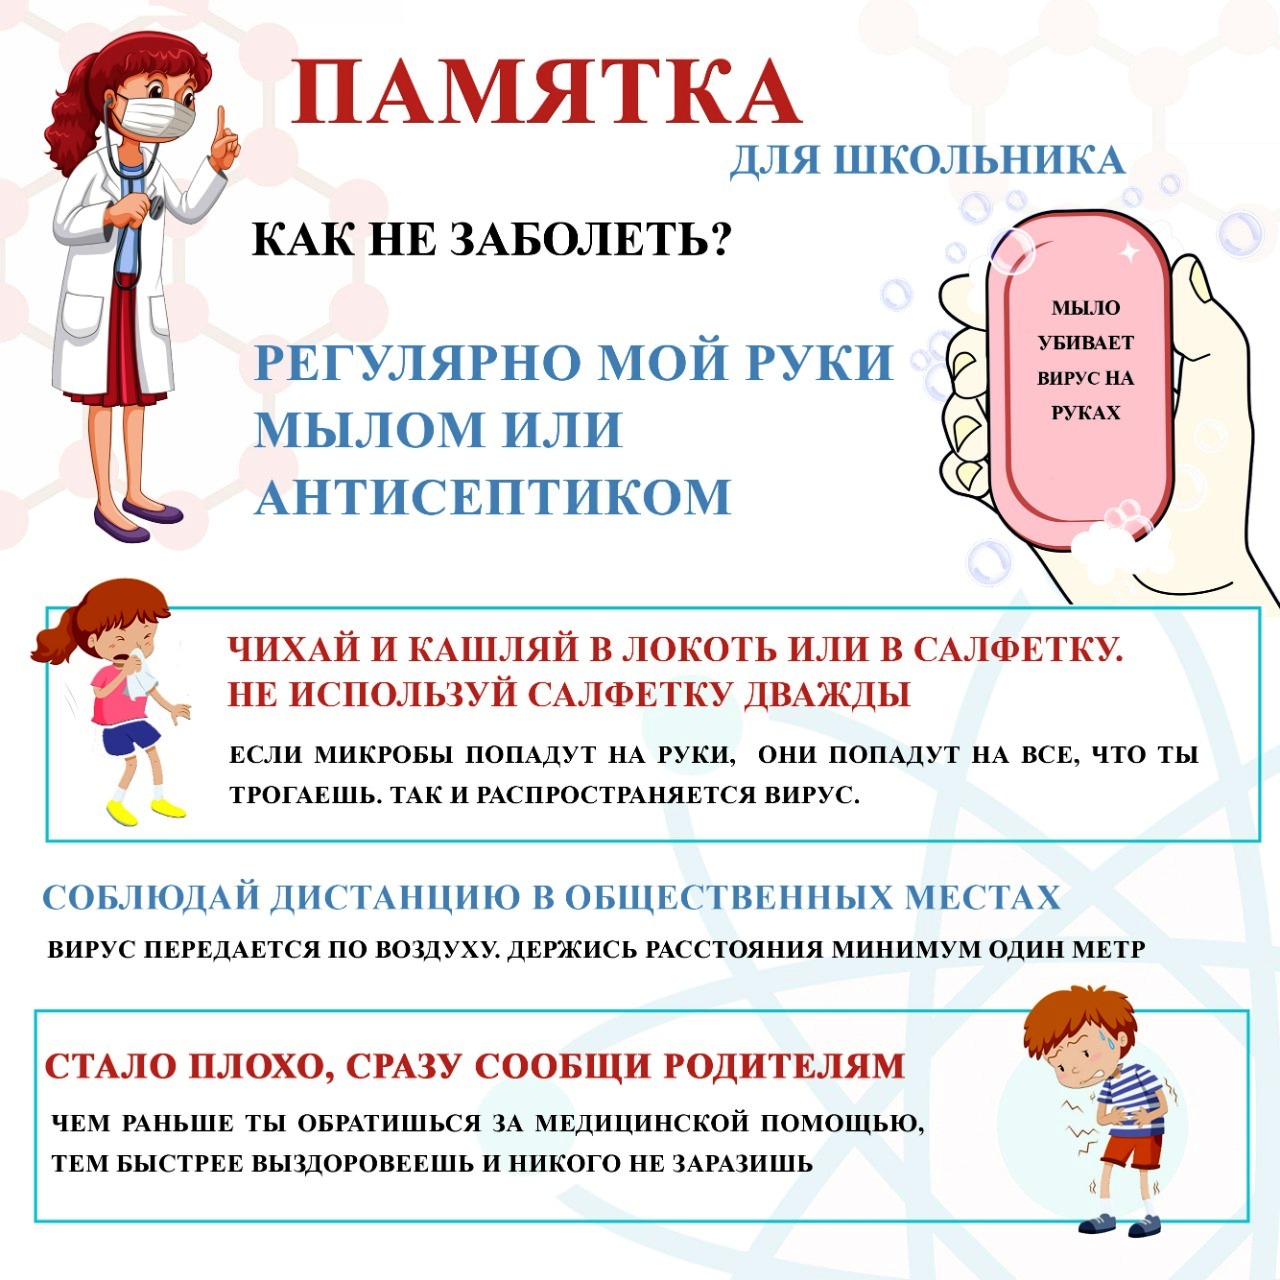 ПАМЯТКА
ДЛЯ ШКОЛЬНИКА
КАК НЕ ЗАБОЛЕТЬ?
РЕГУЛЯРНО МОЙ РУКИ
МЫЛОМ ИЛИ
АНТИСЕПТИКОМ
МЫЛО
УБИВАЕТ
ВИРУС НА
РУКАХ
ЧИХАЙ И КАШЛЯЙ В ЛОКОТЬ ИЛИ В САЛФЕТКУ.
НЕ ИСПОЛЬЗУЙ САЛФЕТКУ ДВАЖДЫ
ЕСЛИ МИКРОБЫ ПОПАДУТ НА РУКИ, ОНИ ПОПАДУТ НА ВСЕ, ЧТО ТЫ
ТРОГАЕШЬ. ТАК И РАСПРОСТРАНЯЕТСЯ ВИРУС.
СОБЛЮДАЙ ДИСТАНЦИЮ В ОБЩЕСТВЕННЫХ МЕСТАХ
ВИРУС ПЕРЕДАЕТСЯ ПО ВОЗДУХУ. ДЕРЖИСЬ РАССТОЯНИЯ МИНИМУМ ОДИН МЕТР
СТАЛО ПЛОХО, СРАЗУ СООБЩИ РОДИТЕЛЯМ
ЧЕМ РАНЬШЕ ТЫ ОБРАТИШЬСЯ ЗА МЕДИЦИНСКОЙ ПОМОЩЬЮ,
ТЕМ БЫСТРЕЕ ВЫЗДОРОВЕЕШЬ И НИКОГО НЕ ЗАРАЗИШЬ